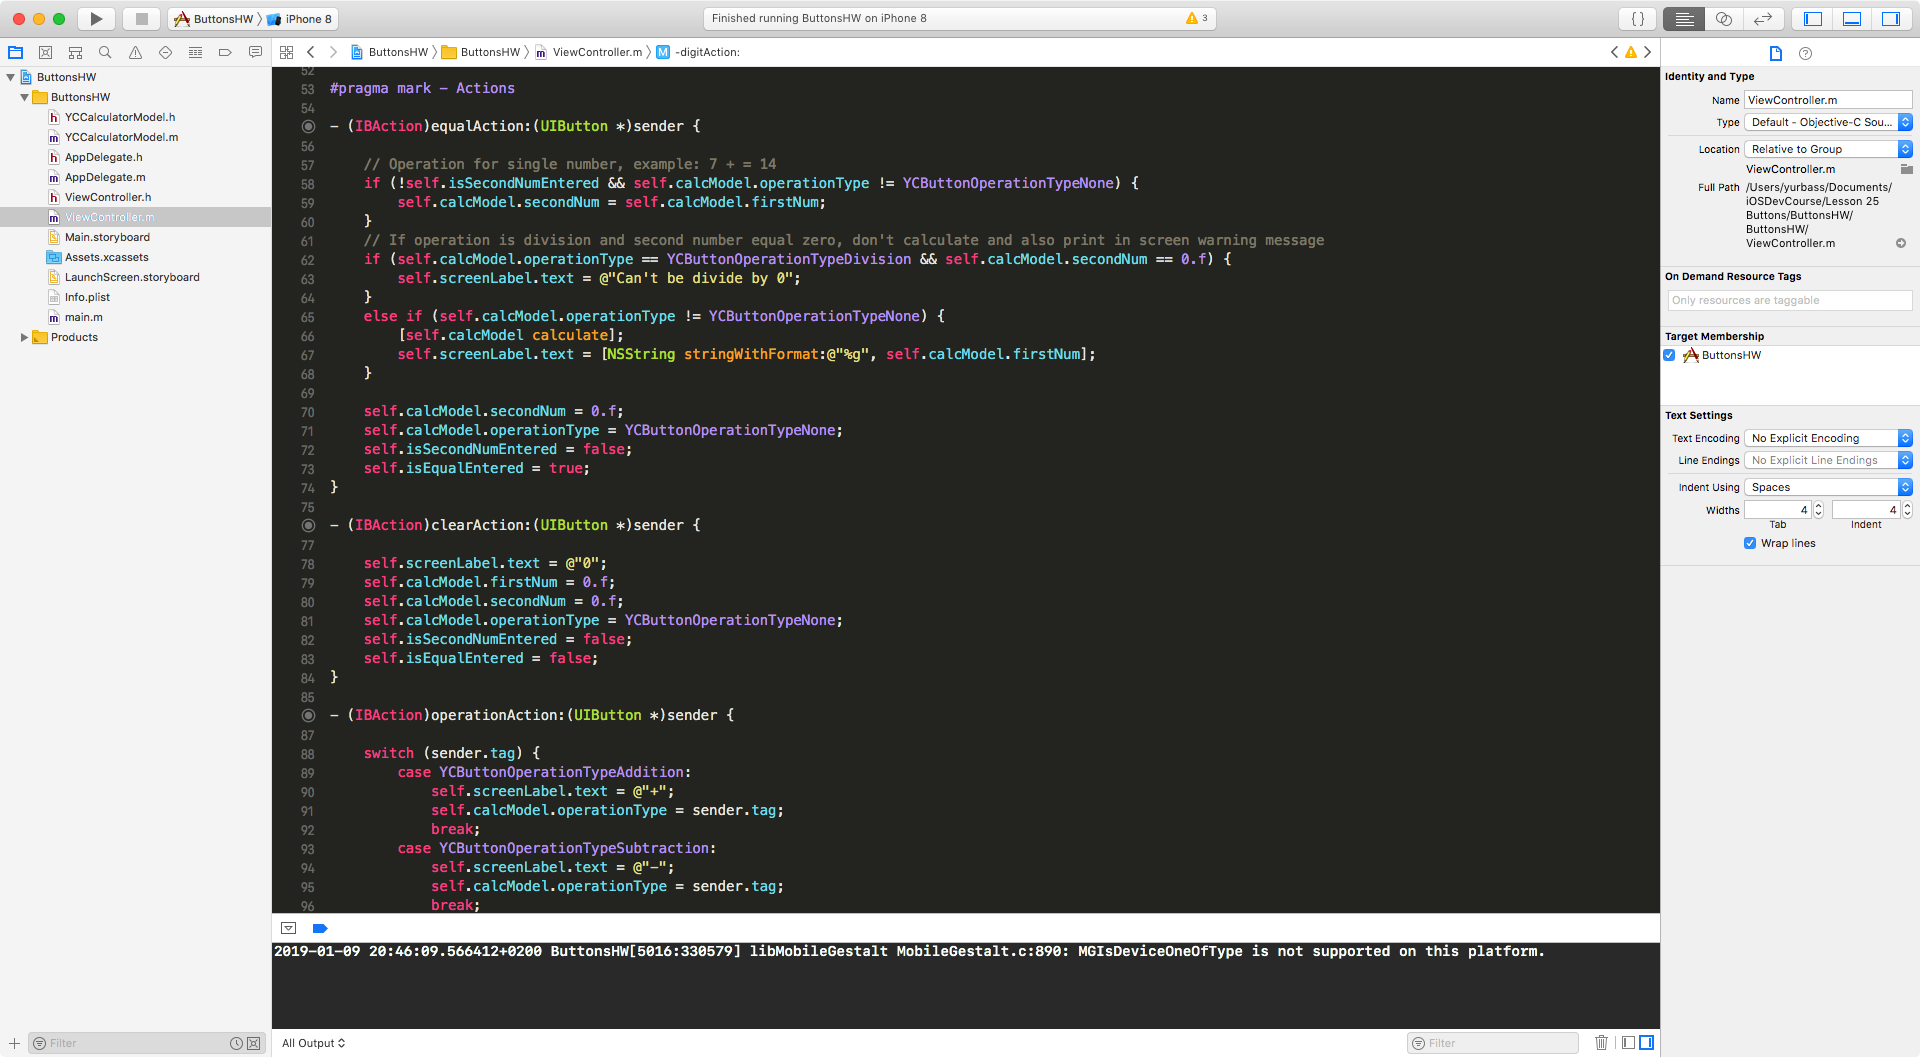 ButtonsHW iPhone 8
Finished running ButtonsHW on iPhone 8
3
{}
ButtonsHW ButtonsHW ViewController.m M -digitAction:
ButtonsHW
ButtonsHW
YCCalculatorModel.h
YCCalculatorModel.m
AppDelegate.h
AppDelegate.m
ViewController.h
ViewController.m
Main.storyboard
Assets.xcassets
LaunchScreen.storyboard
Info.plist
main.m
Products
Filter
52
53 #pragma mark - Actions
54
- (IBAction)equalAction:(UIButton *)sender {
56
57 // Operation for single number, example: 7 + = 14
58 if (!self.isSecondNumEntered && self.calcModel.operationType != YCButtonOperationTypeNone) {
59 self.calcModel.secondNum = self.calcModel.firstNum;
60 }
61 // If operation is division and second number equal zero, don't calculate and also print in screen warning message
62 if (self.calcModel.operationType == YCButtonOperationTypeDivision && self.calcModel.secondNum == 0.f) {
63 self.screenLabel.text = @"Can't be divide by 0";
64 }
65 else if (self.calcModel.operationType != YCButtonOperationTypeNone) {
66 [self.calcModel calculate];
67 self.screenLabel.text = [NSString stringWithFormat:@"%g", self.calcModel.firstNum];
68 }
69
70 self.calcModel.secondNum = 0.f;
71 self.calcModel.operationType = YCButtonOperationTypeNone;
72 self.isSecondNumEntered = false;
73 self.isEqualEntered = true;
74 }
75
- (IBAction)clearAction:(UIButton *)sender {
77
78 self.screenLabel.text = @"0";
79 self.calcModel.firstNum = 0.f;
80 self.calcModel.secondNum = 0.f;
81 self.calcModel.operationType = YCButtonOperationTypeNone;
82 self.isSecondNumEntered = false;
83 self.isEqualEntered = false;
84 }
85
- (IBAction)operationAction:(UIButton *)sender {
87
88 switch (sender.tag) {
89 case YCButtonOperationTypeAddition:
90 self.screenLabel.text = @"+";
91 self.calcModel.operationType = sender.tag;
92 break;
93 case YCButtonOperationTypeSubtraction:
94 self.screenLabel.text = @"-";
95 self.calcModel.operationType = sender.tag;
96 break;
2019-01-09 20:46:09.566412+0200 ButtonsHW[5016:330579] libMobileGestalt MobileGestalt.c:890: MGIsDeviceOneOfType is not supported on this platform.
All Output
Filter
Identity and Type
Name ViewController.m
Type Default - Objective-C Sou...
Location Relative to Group
ViewController.m
Full Path /Users/yurbass/Documents/
iOSDevCourse/Lesson 25
Buttons/ButtonsHW/
ButtonsHW/
ViewController.m
On Demand Resource Tags
Only resources are taggable
Target Membership
ButtonsHW
Text Settings
Text Encoding No Explicit Encoding
Line Endings No Explicit Line Endings
Indent Using Spaces
Widths 4 4
Tab Indent
Wrap lines